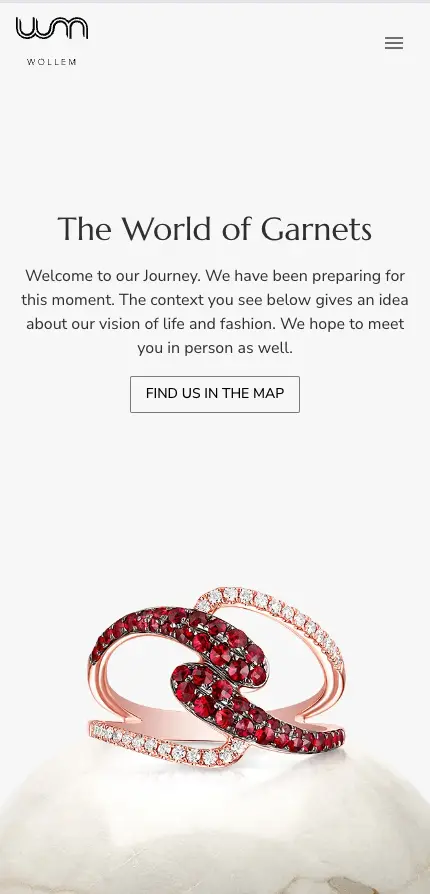 WOLLEM
The World of Garnets
Welcome to our Journey. We have been preparing for
this moment. The context you see below gives an idea
about our vision of life and fashion. We hope to meet
you in person as well.
FIND US IN THE MAP